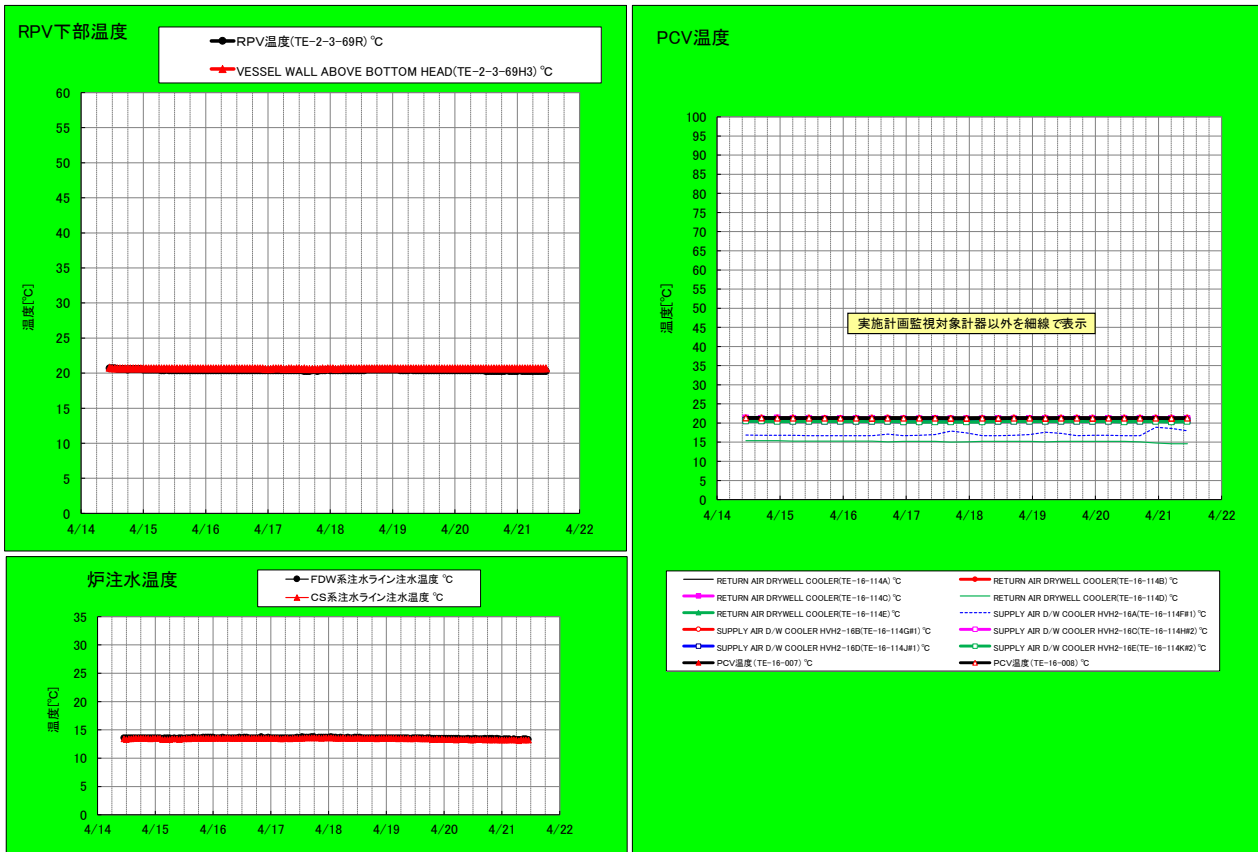 RPV下部温度
RPV温度(TE-2-3-69R) ℃
VESSEL WALL ABOVE BOTTOM HEAD(TE-2-3-69H3) ℃
温度[℃]
60
55
50
45
40
35
30
25
20
15
10
5
0
4/14 4/15 4/16 4/17 4/18 4/19 4/20 4/21 4/22
炉注水温度
FDW系注水ライン注水温度 ℃
CS系注水ライン注水温度 ℃
温度[℃]
35
30
25
20
15
10
5
0
4/14 4/15 4/16 4/17 4/18 4/19 4/20 4/21 4/22
PCV温度
温度[℃]
100
95
90
85
80
75
70
65
60
55
50
45
40
35
30
25
20
15
10
5
0
実施計画監視対象計器以外を細線で表示
4/14 4/15 4/16 4/17 4/18 4/19 4/20 4/21 4/22
RETURN AIR DRYWELL COOLER(TE-16-114A) ℃
RETURN AIR DRYWELL COOLER(TE-16-114B) ℃
RETURN AIR DRYWELL COOLER(TE-16-114C) ℃
RETURN AIR DRYWELL COOLER(TE-16-114D) ℃
RETURN AIR DRYWELL COOLER(TE-16-114E) ℃
SUPPLY AIR D/W COOLER HVH2-16A(TE-16-114F#1) ℃
SUPPLY AIR D/W COOLER HVH2-16B(TE-16-114G#1) ℃
SUPPLY AIR D/W COOLER HVH2-16C(TE-16-114H#2) ℃
SUPPLY AIR D/W COOLER HVH2-16D(TE-16-114J#1) ℃
SUPPLY AIR D/W COOLER HVH2-16E(TE-16-114K#2) ℃
PCV温度(TE-16-007) ℃
PCV温度(TE-16-008) ℃